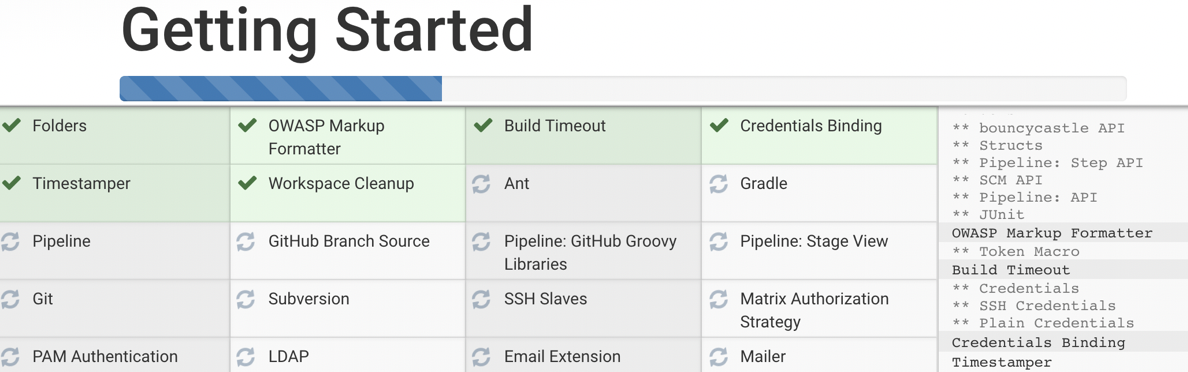 Getting Started
Folders
OWASP Markup
Formatter
Build Timeout
Credentials Binding
Timestamper
Workspace Cleanup
Ant
Gradle
Pipeline
GitHub Branch Source
Pipeline: GitHub Groovy
Libraries
Pipeline: Stage View
Git
Subversion
SSH Slaves
Matrix Authorization
Strategy
PAM Authentication
LDAP
Email Extension
Mailer
** bouncycastle API
** Structs
** Pipeline: Step API
** SCM API
** Pipeline: API
** JUnit
OWASP Markup Formatter
** Token Macro
Build Timeout
** Credentials
** SSH Credentials
** Plain Credentials
Credentials Binding
Timestamper